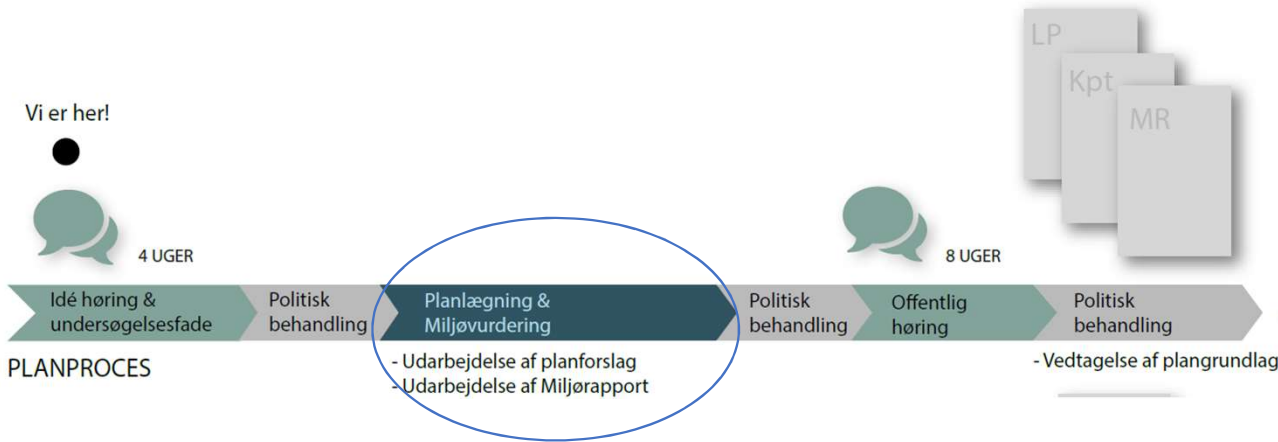 LP
Kpt
MR
Vi er her!
4 UGER
8 UGER
Idé høring &
undersøgelsesfade
Politisk
behandling
Planlægning &
Miljøvurdering
Politisk
behandling
Offentlig
høring
Politisk
behandling
PLANPROCES
- Udarbejdelse af planforslag
- Udarbejdelse af Miljørapport
- Vedtagelse af plangrundlag